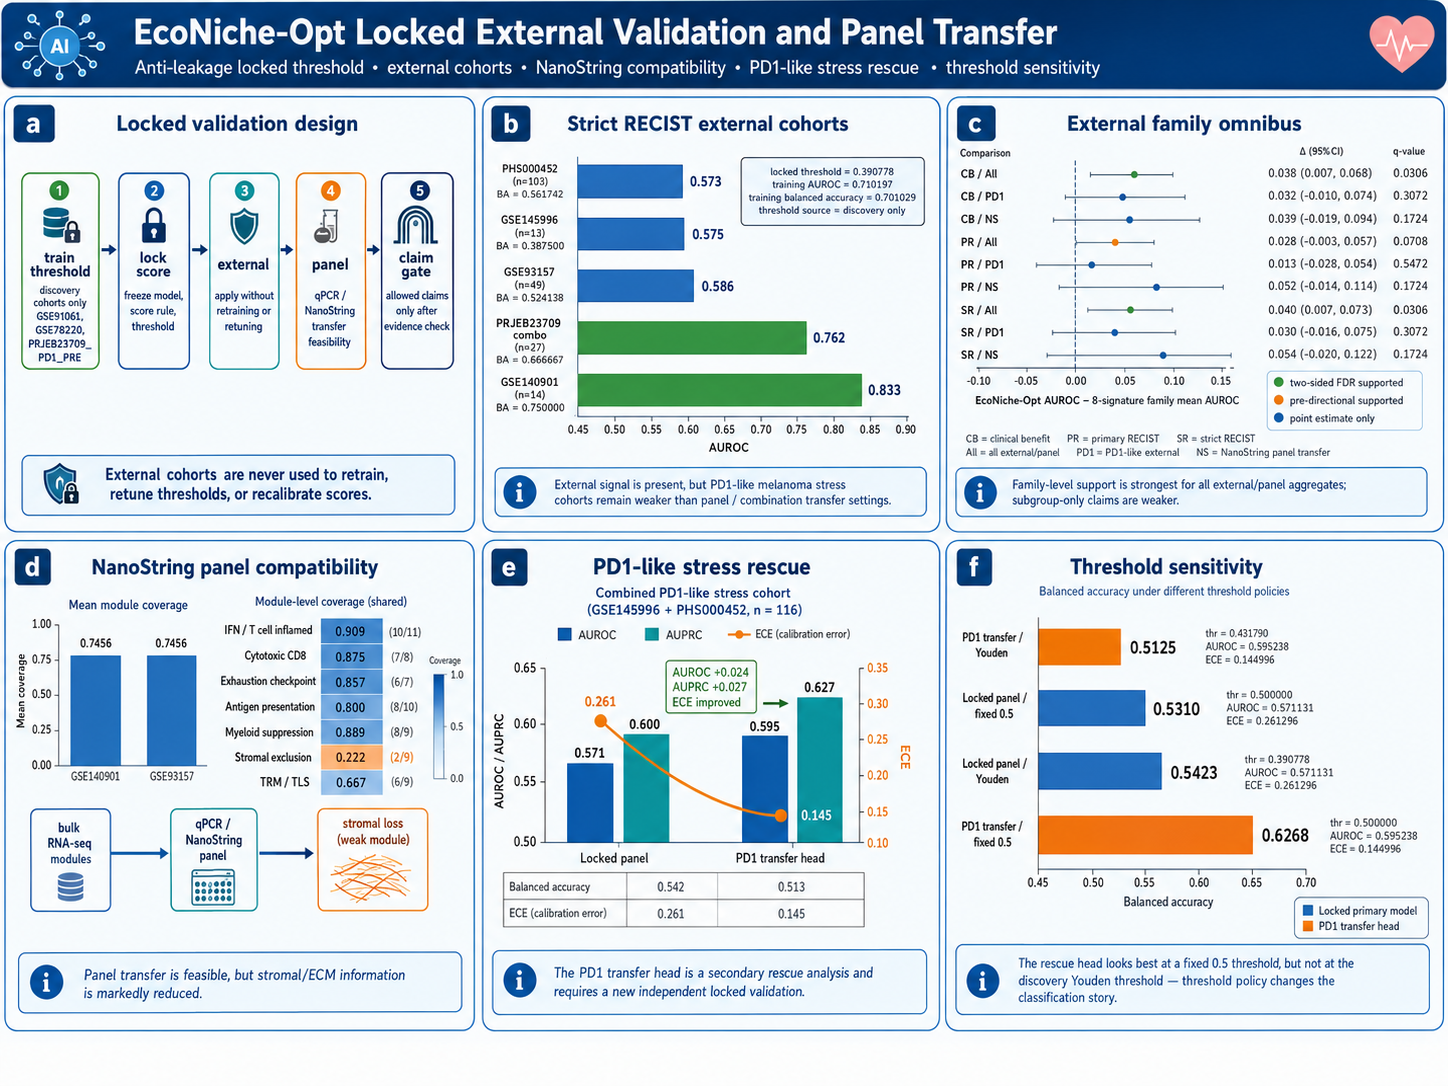 AI
EcoNiche-Opt Locked External Validation and Panel Transfer
Anti-leakage locked threshold • external cohorts • NanoString compatibility • PD1-like stress rescue • threshold sensitivity
a
Locked validation design
1
train
threshold
discovery
cohorts only
GSE91061,
GSE78220,
PRJEB23709_
PD1_PRE
2
lock
score
freeze model,
score rule,
threshold
3
external
apply without
retraining or
retuning
4
panel
qPCR /
NanoString
transfer
feasibility
5
claim
gate
allowed claims
only after
evidence check
External cohorts are never used to retrain,
retune thresholds, or recalibrate scores.
b
Strict RECIST external cohorts
locked threshold = 0.390778
training AUROC = 0.710197
training balanced accuracy = 0.701029
threshold source = discovery only
PHS000452
(n=103)
BA = 0.561742
0.573
GSE145996
(n=13)
BA = 0.387500
0.575
GSE93157
(n=49)
BA = 0.524138
0.586
PRJEB23709
combo
(n=27)
BA = 0.666667
0.762
GSE140901
(n=14)
BA = 0.750000
0.833
0.45 0.60 0.60 0.65 0.70 0.75 0.80 0.85 0.90
AUROC
External signal is present, but PD1-like melanoma stress
cohorts remain weaker than panel / combination transfer settings.
c
External family omnibus
Comparison Δ (95% CI) q-value
CB / All 0.038 (0.007, 0.068) 0.0306
CB / PD1 0.032 (-0.010, 0.074) 0.3072
CB / NS 0.039 (-0.019, 0.094) 0.1724
PR / All 0.028 (-0.003, 0.057) 0.0708
PR / PD1 0.013 (-0.028, 0.054) 0.5472
PR / NS 0.052 (-0.014, 0.114) 0.1724
SR / All 0.040 (0.007, 0.073) 0.0306
SR / PD1 0.030 (-0.016, 0.075) 0.3072
SR / NS 0.054 (-0.020, 0.122) 0.1724
-0.10 -0.05 0.00 0.05 0.10 0.15
EcoNiche-Opt AUROC – 8-signature family mean AUROC
two-sided FDR supported
pre-directional supported
point estimate only
CB = clinical benefit PR = primary RECIST SR = strict RECIST
All = all external/panel PD1 = PD1-like external NS = NanoString panel transfer
Family-level support is strongest for all external/panel aggregates;
subgroup-only claims are weaker.
d
NanoString panel compatibility
Mean module coverage
Mean coverage
1.00
0.75
0.50
0.25
0.00
0.7456 0.7456
GSE140901 GSE93157
Module-level coverage (shared)
IFN / T cell inflamed 0.909 (10/11)
Cytotoxic CD8 0.875 (7/8)
Exhaustion checkpoint 0.857 (6/7)
Antigen presentation 0.800 (8/10)
Myeloid suppression 0.889 (8/9)
Stromal exclusion 0.222 (2/9)
TRM / TLS 0.667 (6/9)
Coverage
1.0
0.5
0.0
bulk
RNA-seq
modules
qPCR /
NanoString
panel
stromal loss
(weak module)
Panel transfer is feasible, but stromal/ECM information
is markedly reduced.
e
PD1-like stress rescue
Combined PD1-like stress cohort
(GSE145996 + PHS000452, n = 116)
AUROC AUPRC ECE (calibration error)
AUROC / AUPRC
0.65
0.60
0.55
0.50
0.261
0.571
0.600
AUROC +0.024
AUPRC +0.027
ECE improved
0.595
0.627
0.145
0.35
0.30
0.25
0.20
0.15
0.10
ECE
Locked panel PD1 transfer head
Balanced accuracy 0.542 0.513
ECE (calibration error) 0.261 0.145
The PD1 transfer head is a secondary rescue analysis and
requires a new independent locked validation.
f
Threshold sensitivity
Balanced accuracy under different threshold policies
PD1 transfer /
Youden
0.5125
thr = 0.431790
AUROC = 0.595238
ECE = 0.144996
Locked panel /
fixed 0.5
0.5310
thr = 0.500000
AUROC = 0.571131
ECE = 0.261296
Locked panel /
Youden
0.5423
thr = 0.390778
AUROC = 0.571131
ECE = 0.261296
PD1 transfer /
fixed 0.5
0.6268
thr = 0.500000
AUROC = 0.595238
ECE = 0.144996
0.45 0.50 0.55 0.60 0.65 0.70
Balanced accuracy
Locked primary model
PD1 transfer head
The rescue head looks best at a fixed 0.5 threshold, but not at the
discovery Youden threshold — threshold policy changes the
classification story.